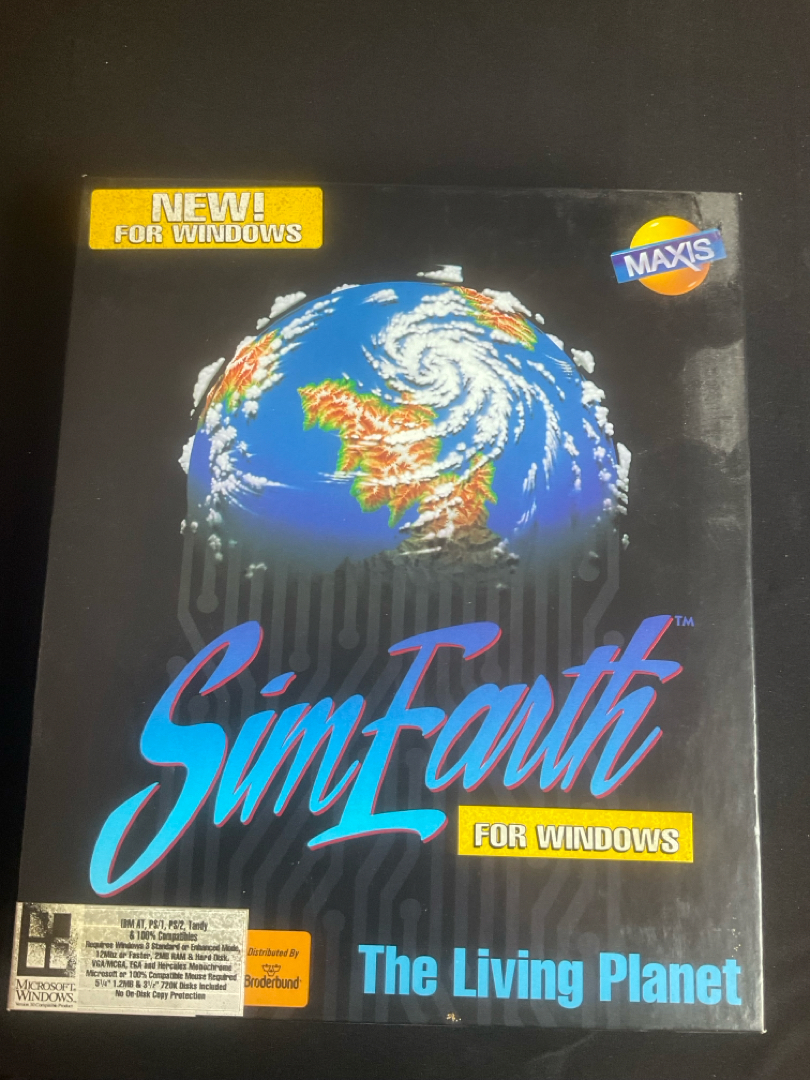 NEW!
FOR WINDOWS
MAXIS
SimEarth™
FOR WINDOWS
IBM AT, PS/1, PS/2, Tandy
& 100% Compatibles
Requires Windows 3 Standard or Enhanced Mode,
12Mhz or Faster, 2MB RAM & Hard Disk.
VGA/MCGA, EGA and Hercules Monochrome
Microsoft or 100% Compatible Mouse Required
5¼" 1.2MB & 3½" 720K Disks Included
No On-Disk Copy Protection
MICROSOFT.
WINDOWS.
Distributed By
Brøderbund
The Living Planet